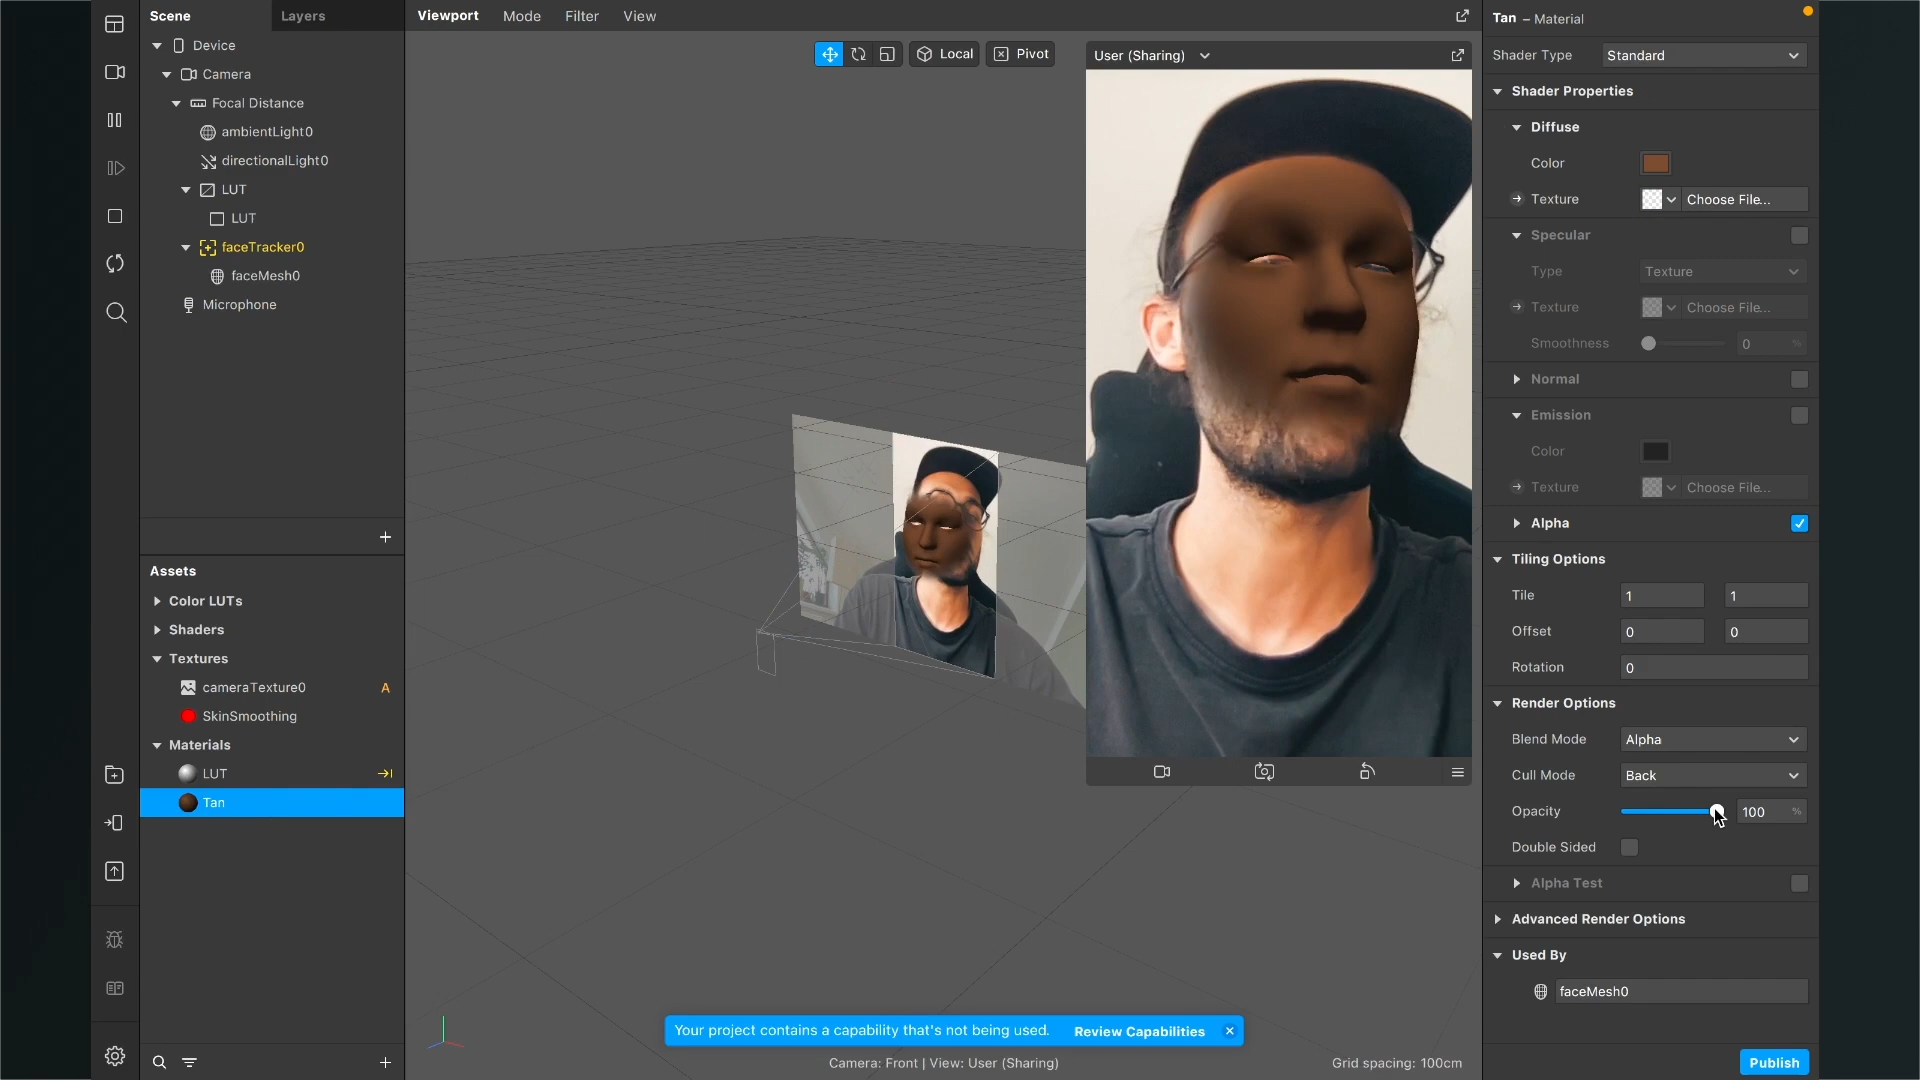 Scene
Layers
Device
Camera
Focal Distance
ambientLight0
directionalLight0
LUT
LUT
faceTracker0
faceMesh0
Microphone
Assets
Color LUTs
Shaders
Textures
cameraTexture0 A
SkinSmoothing
Materials
LUT
Tan
Viewport Mode Filter View
Local
Pivot
User (Sharing)
Your project contains a capability that's not being used. Review Capabilities
Camera: Front | View: User (Sharing)
Grid spacing: 100cm
Tan – Material
Shader Type Standard
Shader Properties
Diffuse
Color
Texture Choose File...
Specular
Type Texture
Texture Choose File...
Smoothness 0 %
Normal
Emission
Color
Texture Choose File...
Alpha
Tiling Options
Tile 1 1
Offset 0 0
Rotation 0
Render Options
Blend Mode Alpha
Cull Mode Back
Opacity 100 %
Double Sided
Alpha Test
Advanced Render Options
Used By
faceMesh0
Publish